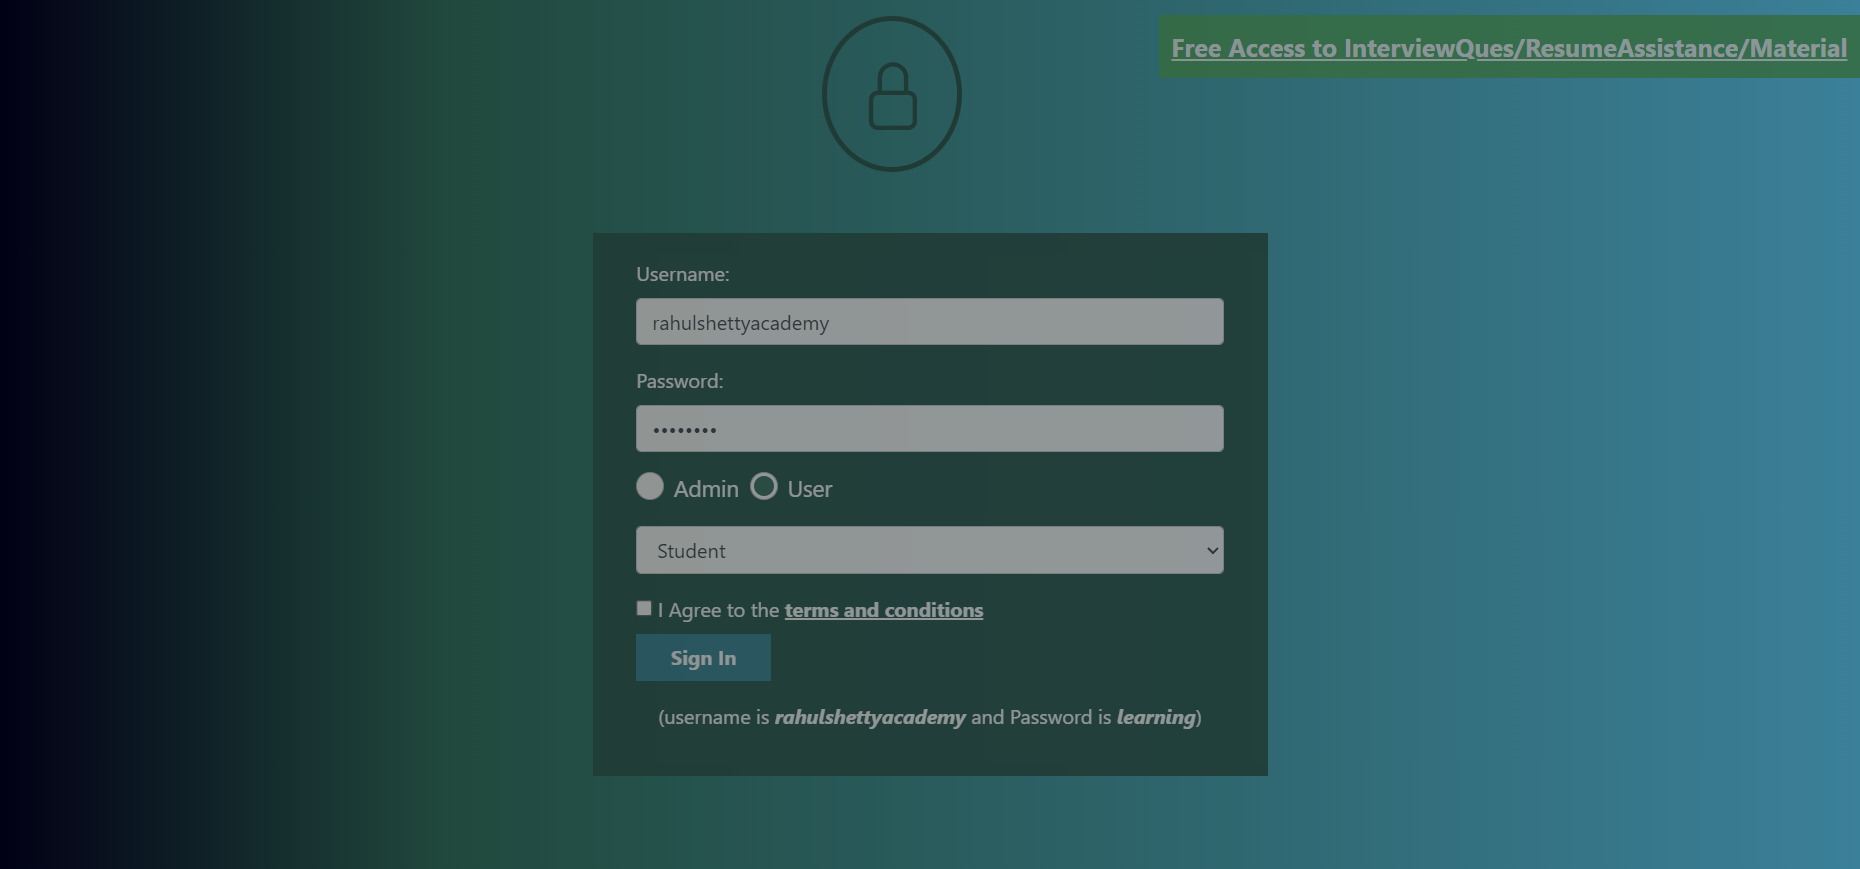 Free Access to InterviewQues/ResumeAssistance/Material
Username:
rahulshettyacademy
Password:
••••••••
Admin User
Student
I Agree to the terms and conditions
Sign In
(username is rahulshettyacademy and Password is learning)